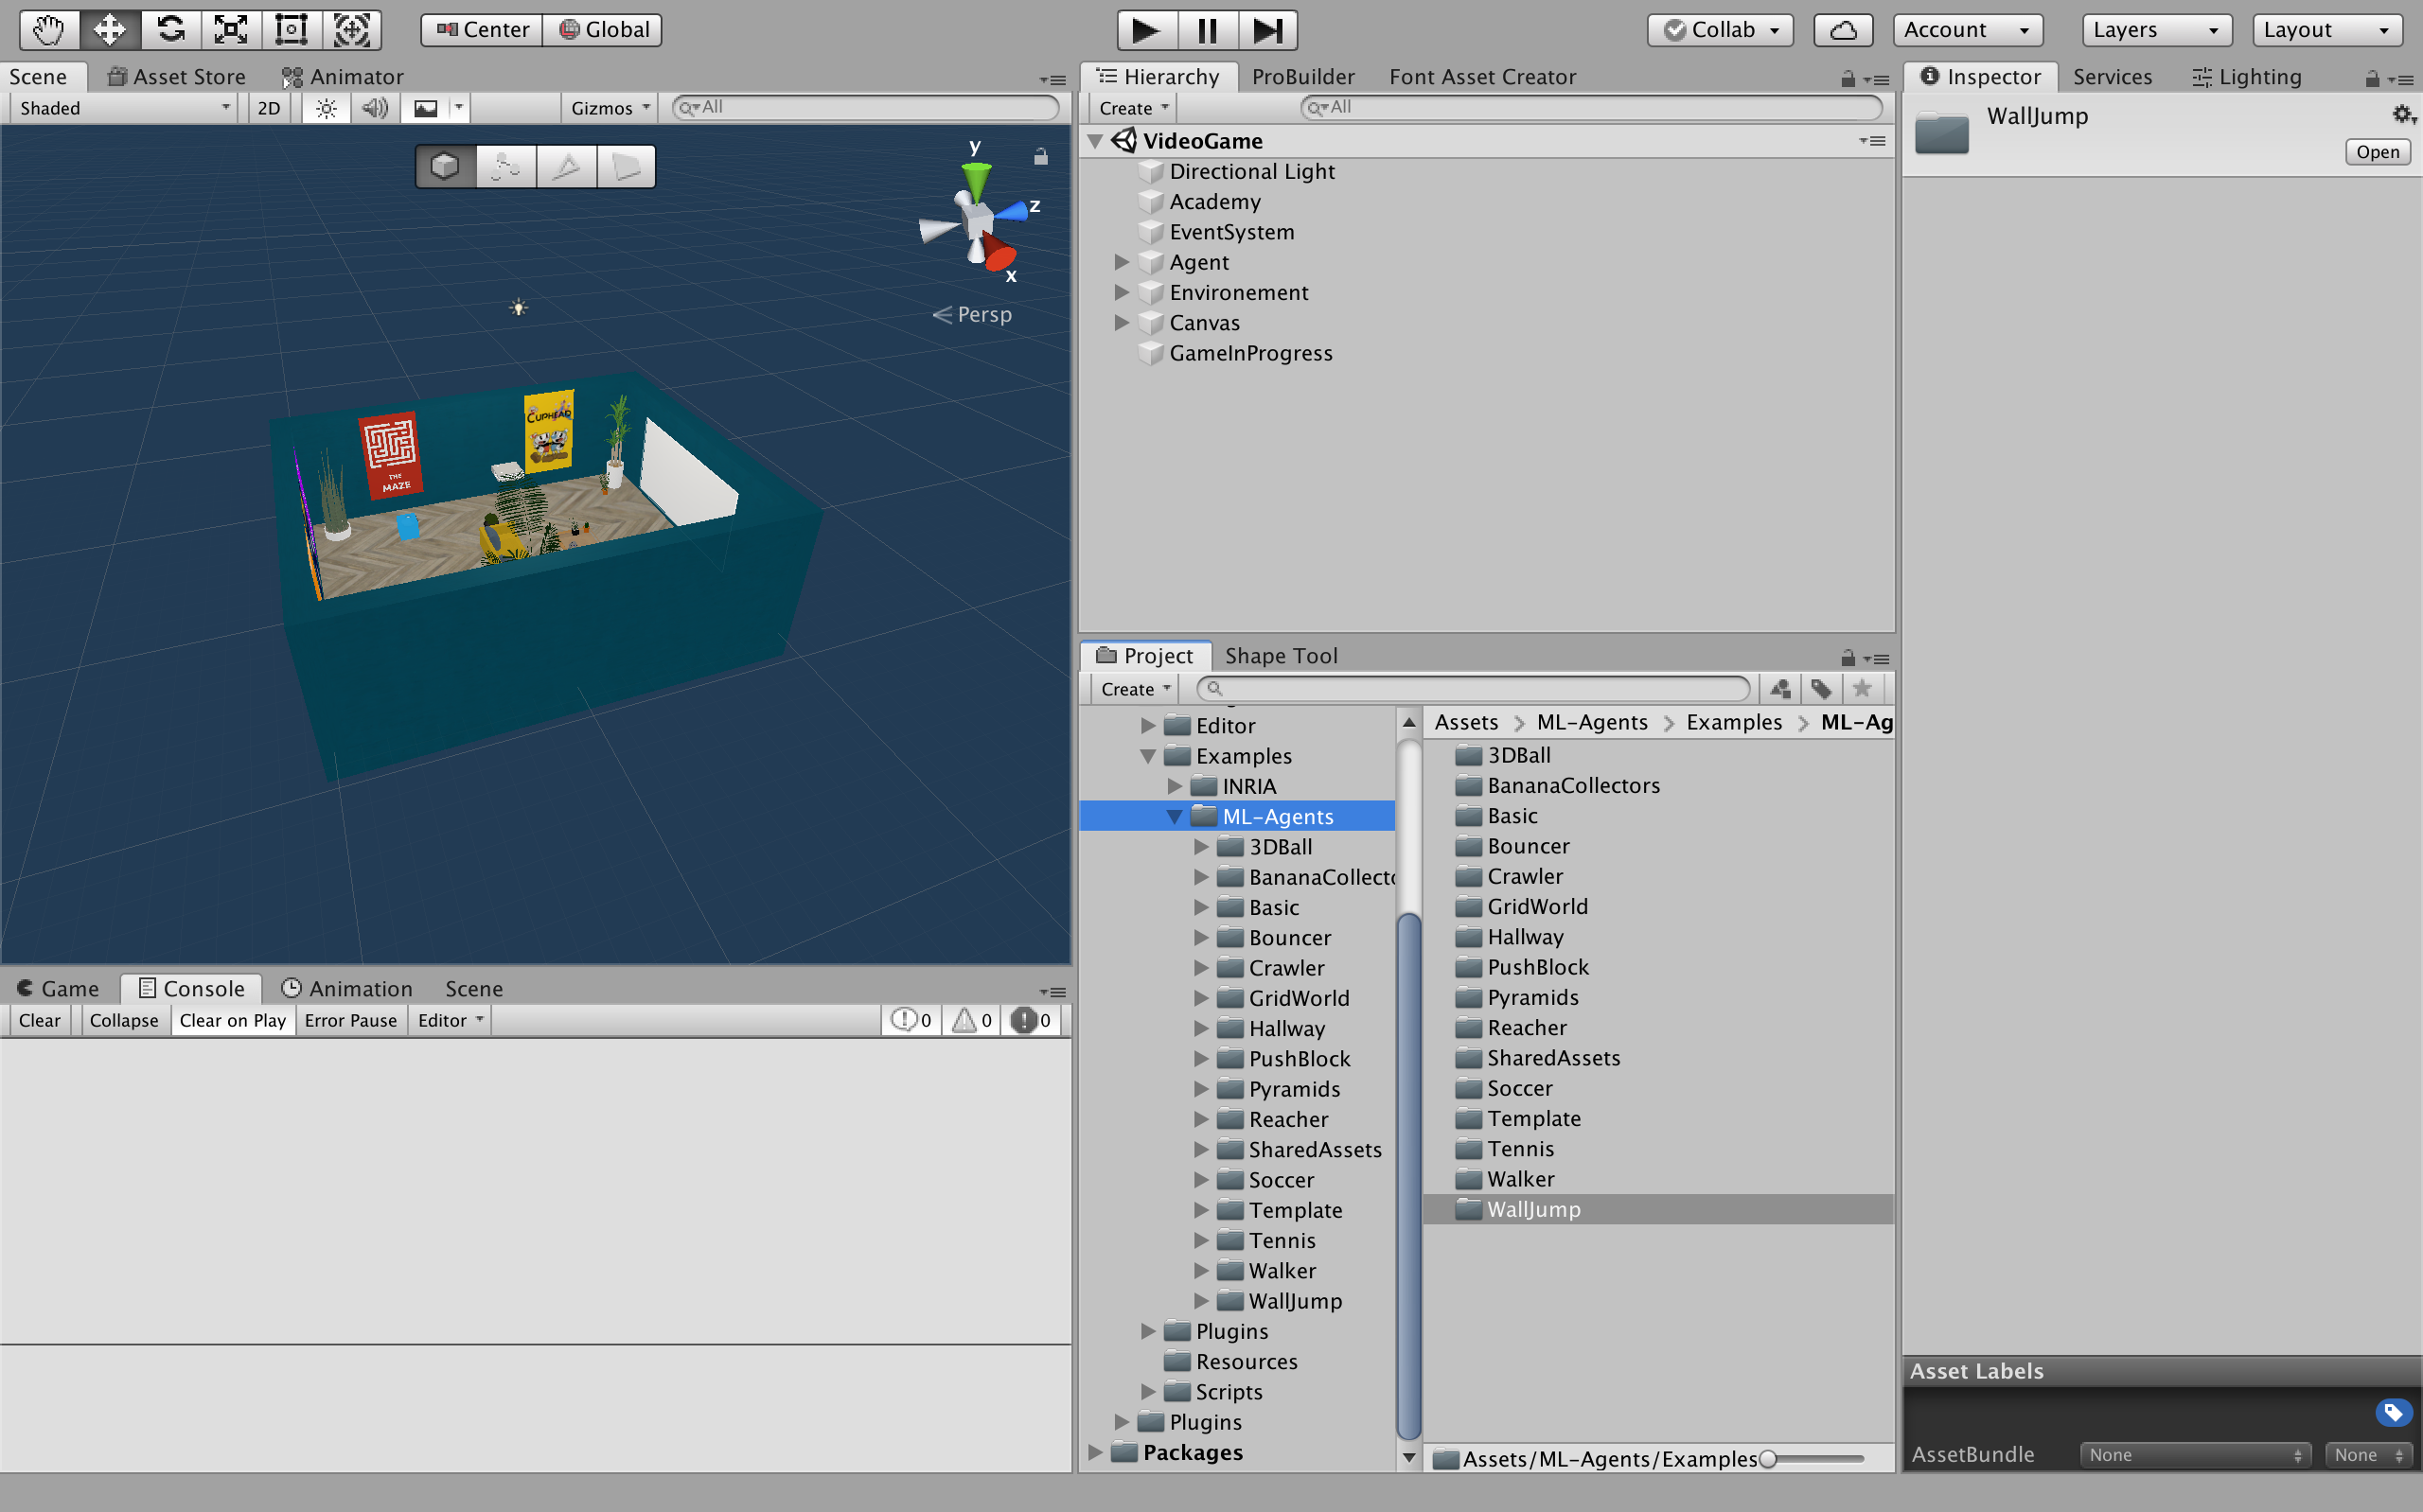 Center Global Collab Account Layers Layout
Scene Asset Store Animator
Shaded 2D Gizmos All
y
z
x
Persp
CUPHEAD
THE
MAZE
Hierarchy ProBuilder Font Asset Creator
Create All
VideoGame
Directional Light
Academy
EventSystem
Agent
Environement
Canvas
GameInProgress
Inspector Services Lighting
WallJump
Open
Game Console Animation Scene
Clear Collapse Clear on Play Error Pause Editor 0 0 0
Project Shape Tool
Create
Editor
Examples
INRIA
ML-Agents
3DBall
BananaCollecto
Basic
Bouncer
Crawler
GridWorld
Hallway
PushBlock
Pyramids
Reacher
SharedAssets
Soccer
Template
Tennis
Walker
WallJump
Plugins
Resources
Scripts
Plugins
Packages
Assets ML-Agents Examples ML-Ag
3DBall
BananaCollectors
Basic
Bouncer
Crawler
GridWorld
Hallway
PushBlock
Pyramids
Reacher
SharedAssets
Soccer
Template
Tennis
Walker
WallJump
Assets/ML-Agents/Examples
Asset Labels
AssetBundle None None